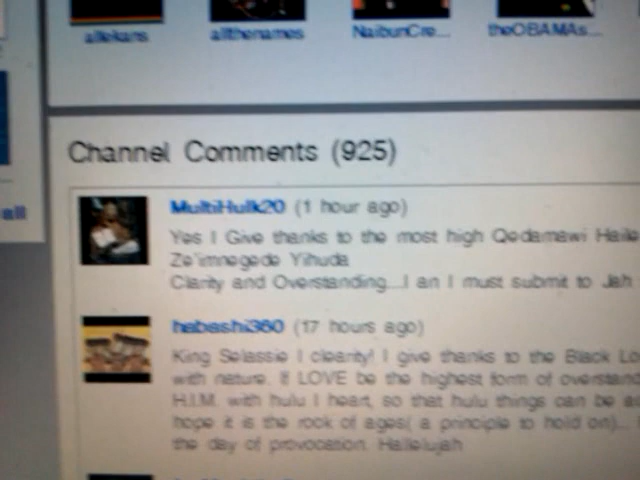 allekans allthenames NaibunCre... theOBAMAs...
all
Channel Comments (925)
MultiHulk20 (1 hour ago)
Yes I Give thanks to the most high Qedamawi Haile
Ze'imnegede Yihuda
Clarity and Overstanding...I an I must submit to Jah
habashi360 (17 hours ago)
King Selassie I clearity! I give thanks to the Black Lo
with nature. If LOVE be the highest form of overstand
H.I.M. with hulu I heart, so that hulu things can be a
hope it is the rock of ages( a principle to hold on)...
the day of provocation. Hallelujah